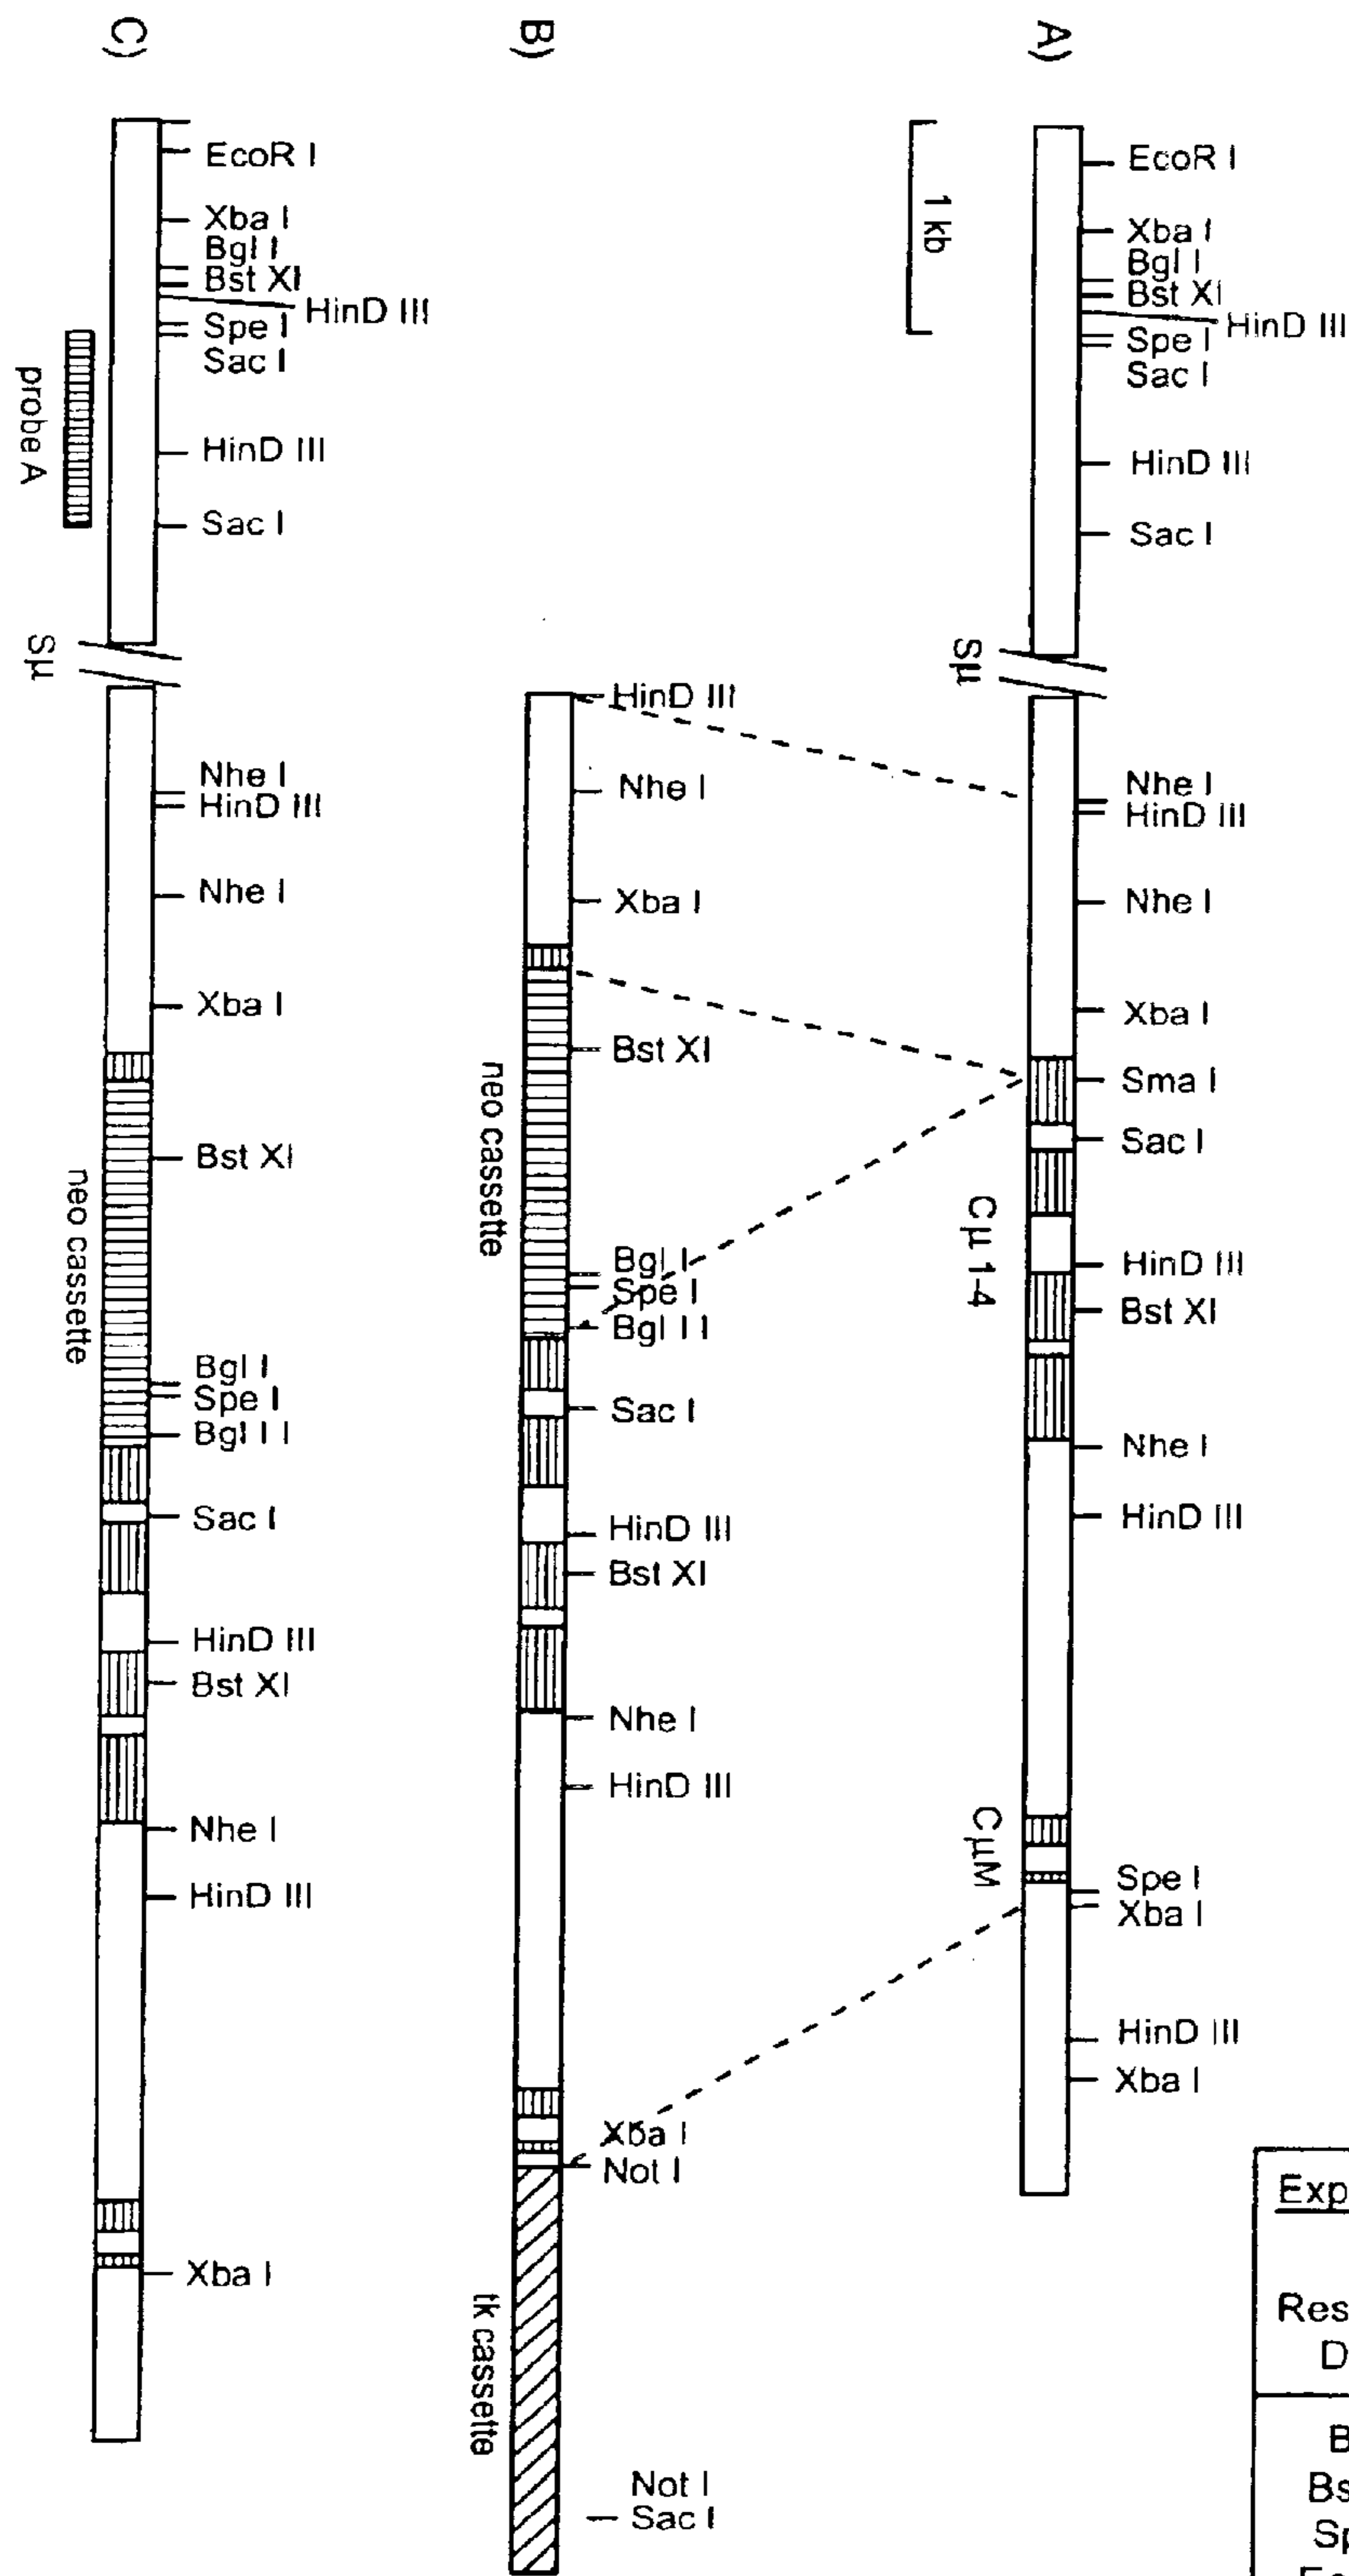 A)
EcoR I
Xba I
Bgl I
Bst XI
HinD III
Spe I
Sac I
HinD III
Sac I
Sμ
Nhe I
HinD III
Nhe I
Xba I
Sma I
Sac I
Cμ 1-4
HinD III
Bst XI
Nhe I
HinD III
CμM
Spe I
Xba I
HinD III
Xba I
1 kb
B)
HinD III
Nhe I
Xba I
Bst XI
neo cassette
Bgl I
Spe I
Bgl I I
Sac I
HinD III
Bst XI
Nhe I
HinD III
Xba I
Not I
tk cassette
Not I
Sac I
C)
EcoR I
Xba I
Bgl I
Bst XI
HinD III
Spe I
Sac I
probe A
HinD III
Sac I
Sμ
Nhe I
HinD III
Nhe I
Xba I
Bst XI
neo cassette
Bgl I
Spe I
Bgl I I
Sac I
HinD III
Bst XI
Nhe I
HinD III
Xba I
Exp
Res
D
B
Bs
Sp